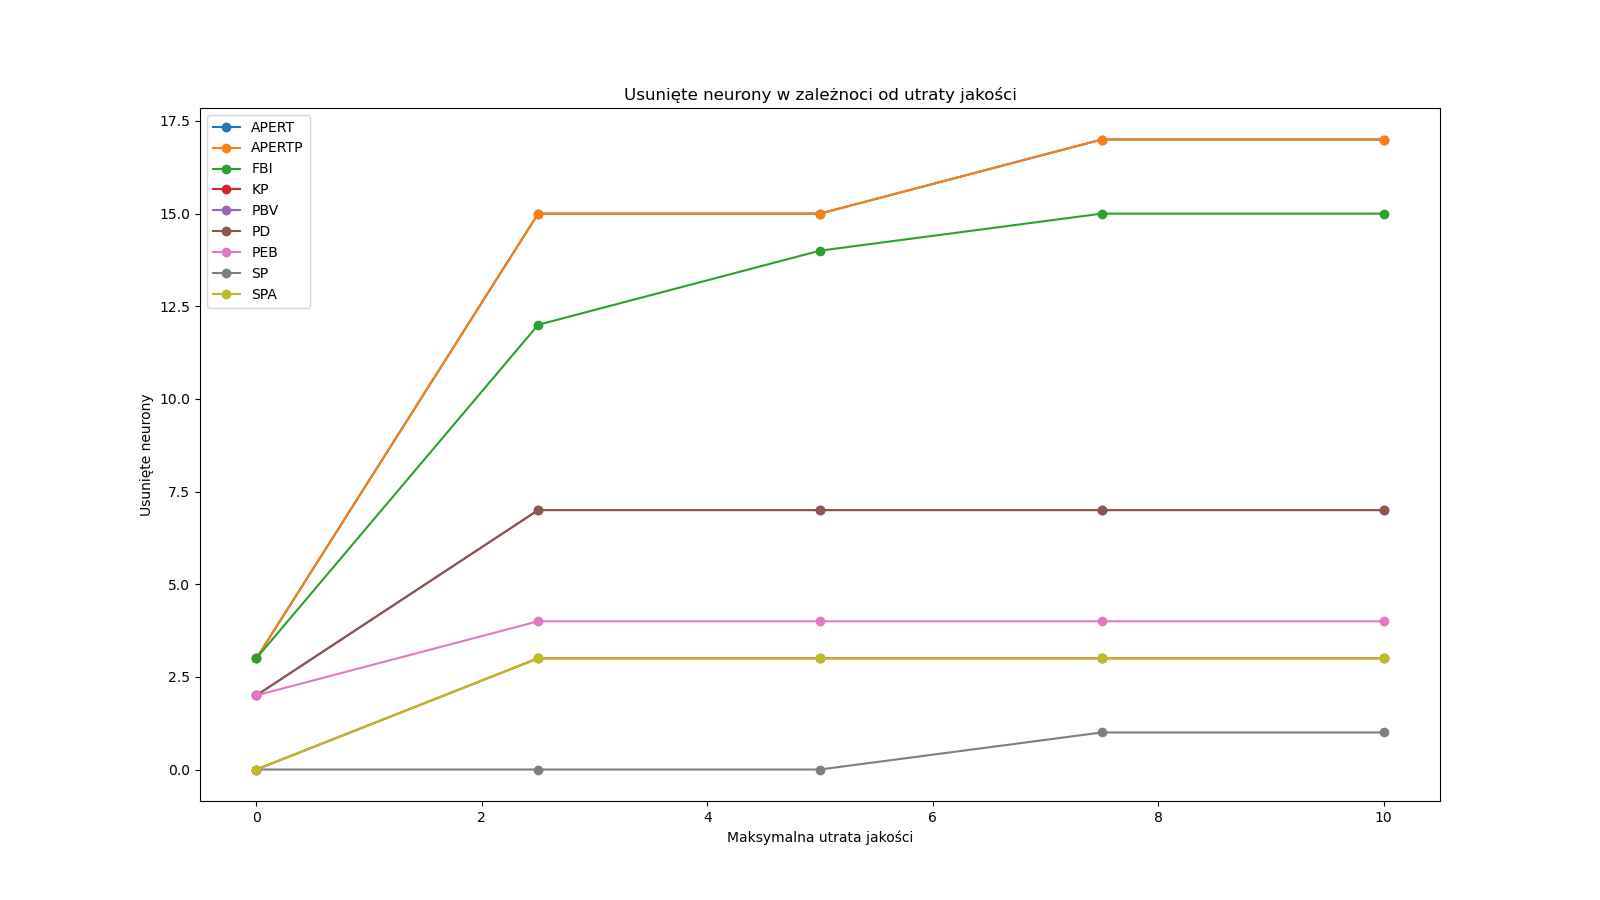 Usunięte neurony w zależnoci od utraty jakości
17.5
15.0
12.5
10.0
7.5
5.0
2.5
0.0
Usunięte neurony
APERT
APERTP
FBI
KP
PBV
PD
PEB
SP
SPA
0 2 4 6 8 10
Maksymalna utrata jakości